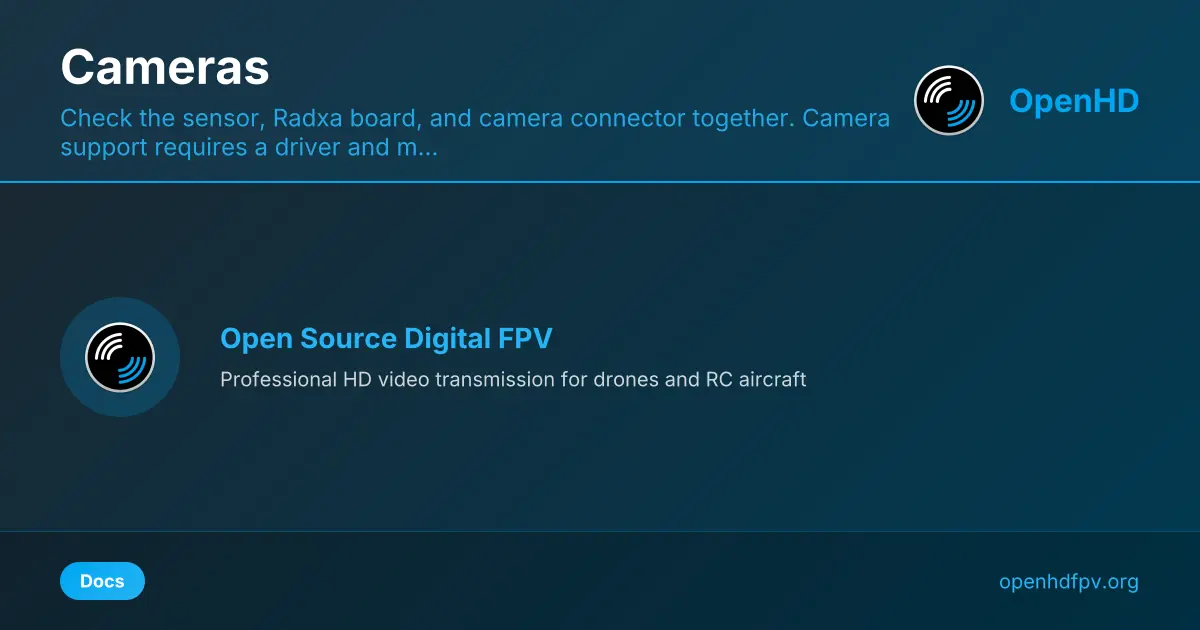 Cameras
Check the sensor, Radxa board, and camera connector together. Camera
support requires a driver and m...
OpenHD
Open Source Digital FPV
Professional HD video transmission for drones and RC aircraft
Docs
openhdfpv.org